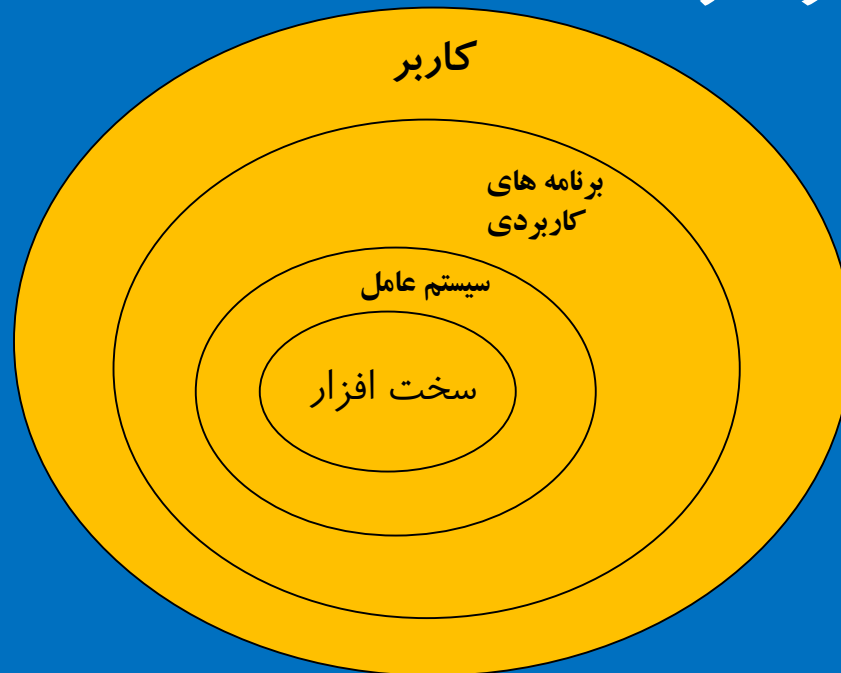 کاربر
برنامه های
کاربردی
سیستم عامل
سخت افزار